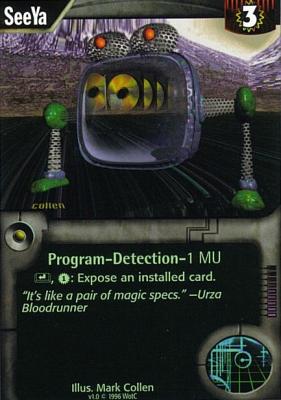 SeeYa
3
collen
Program-Detection-1 MU
, 1: Expose an installed card.
"It's like a pair of magic specs." —Urza
Bloodrunner
Illus. Mark Collen
v1.0 © 1996 WotC